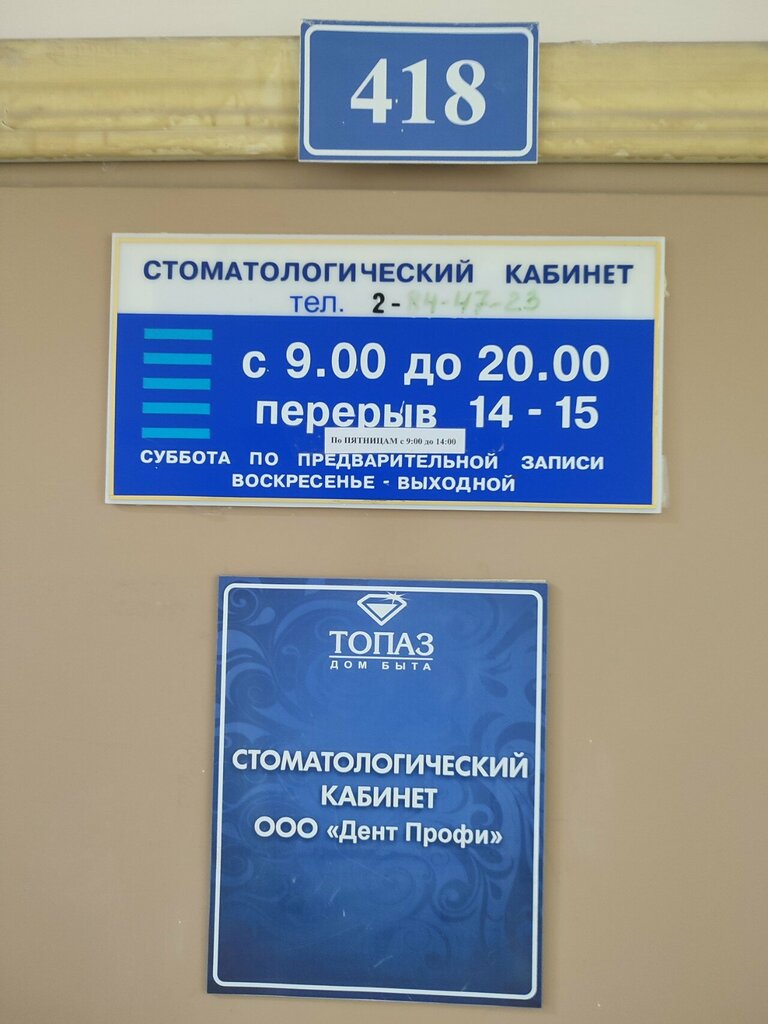 418
СТОМАТОЛОГИЧЕСКИЙ КАБИНЕТ
тел. 2-84-47-23
с 9.00 до 20.00
перерыв 14 - 15
По ПЯТНИЦАМ с 9:00 до 14:00
СУББОТА ПО ПРЕДВАРИТЕЛЬНОЙ ЗАПИСИ
ВОСКРЕСЕНЬЕ - ВЫХОДНОЙ
ТОПАЗ
ДОМ БЫТА
СТОМАТОЛОГИЧЕСКИЙ
КАБИНЕТ
ООО «Дент Профи»